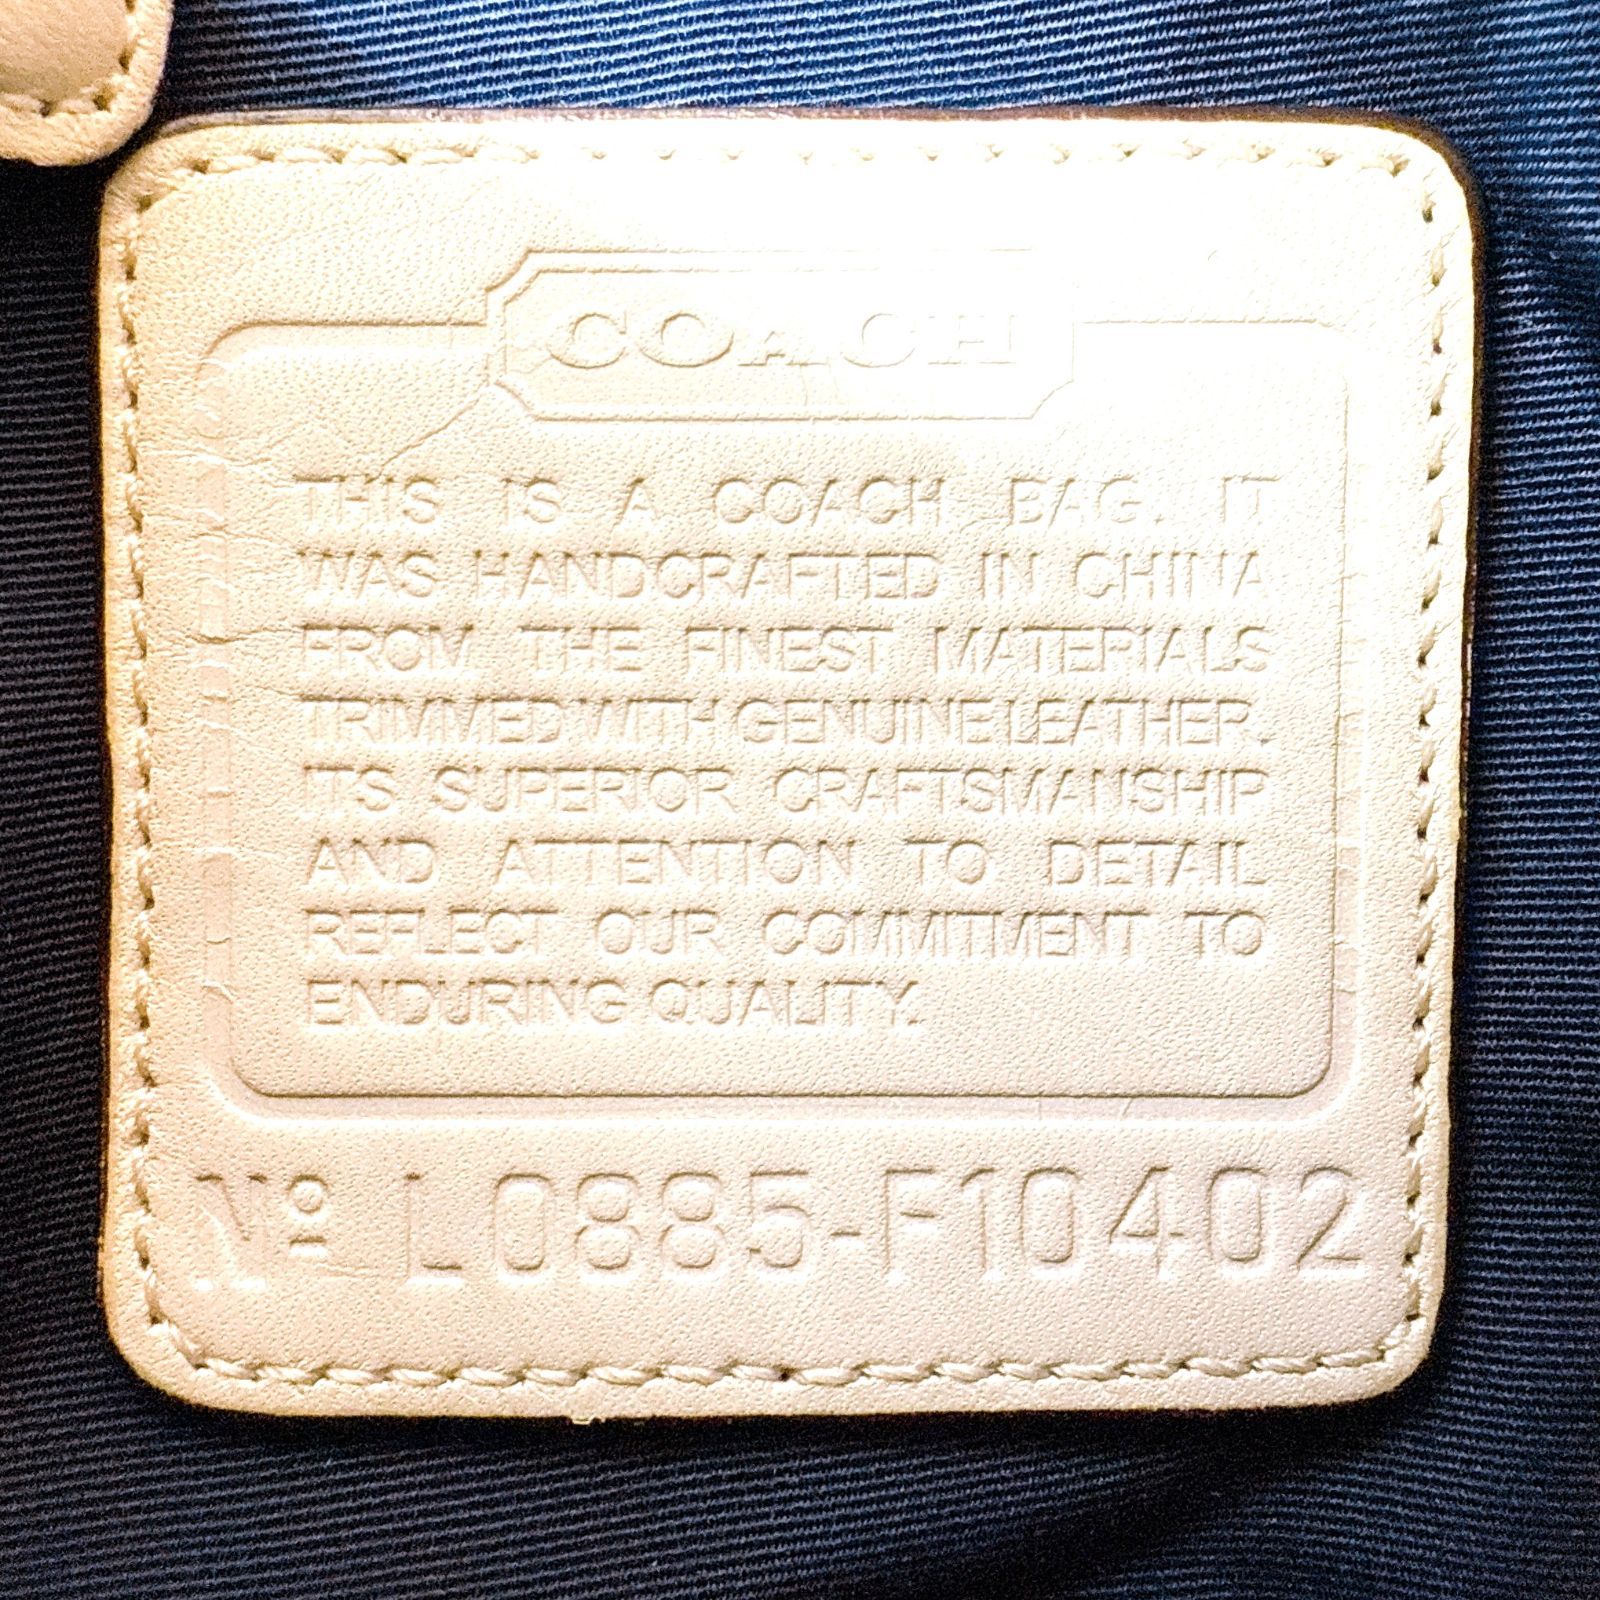 COACH
THIS IS A COACH BAG. IT
WAS HANDCRAFTED IN CHINA
FROM THE FINEST MATERIALS
TRIMMED WITH GENUINE LEATHER.
ITS SUPERIOR CRAFTSMANSHIP
AND ATTENTION TO DETAIL
REFLECT OUR COMMITMENT TO
ENDURING QUALITY.
Nº L0885-F10402